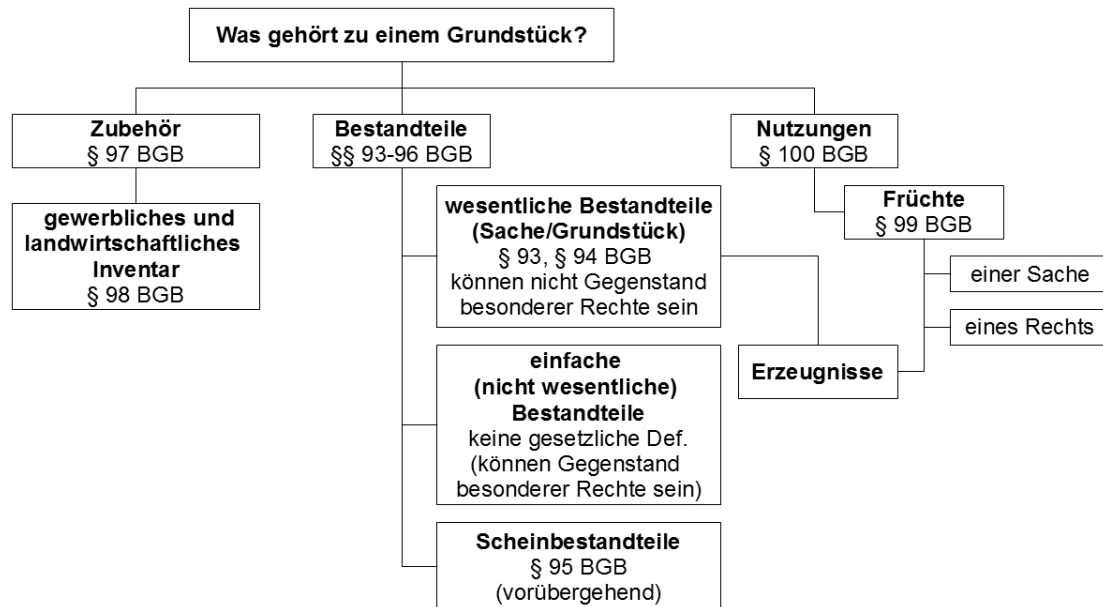 Was gehört zu einem Grundstück?
Zubehör
§ 97 BGB
gewerbliches und
landwirtschaftliches
Inventar
§ 98 BGB
Bestandteile
§§ 93-96 BGB
wesentliche Bestandteile
(Sache/Grundstück)
§ 93, § 94 BGB
können nicht Gegenstand
besonderer Rechte sein
einfache
(nicht wesentliche)
Bestandteile
keine gesetzliche Def.
(können Gegenstand
besonderer Rechte sein)
Scheinbestandteile
§ 95 BGB
(vorübergehend)
Nutzungen
§ 100 BGB
Früchte
§ 99 BGB
einer Sache
eines Rechts
Erzeugnisse